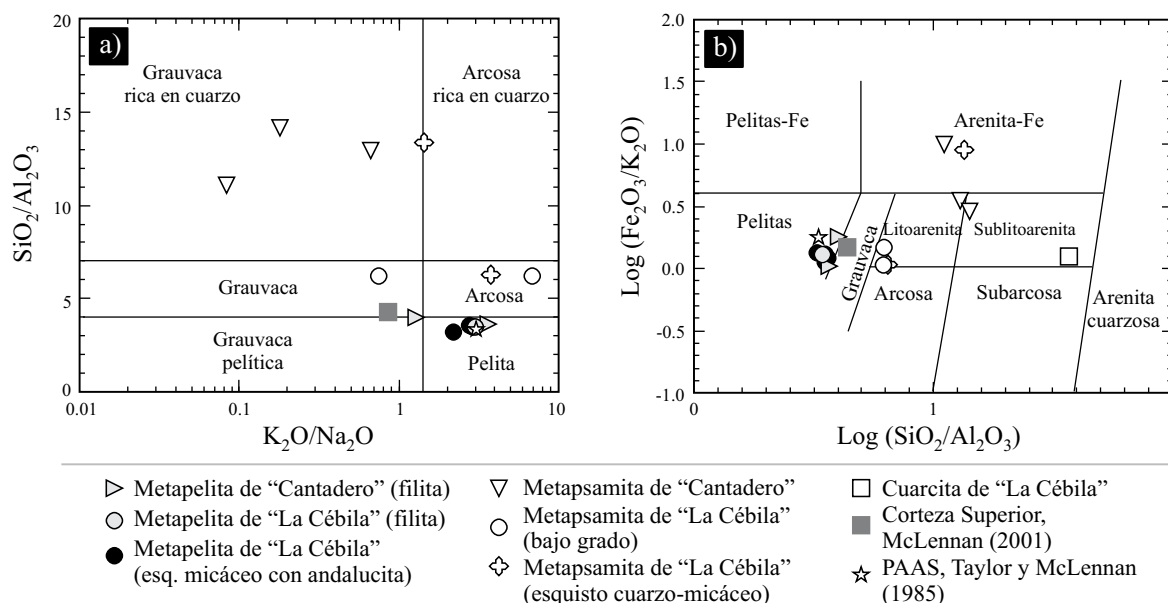 a)
20
15
10
5
0
0.01
0.1
1
10
SiO2/Al2O3
K2O/Na2O
Grauvaca
rica en cuarzo
Arcosa
rica en cuarzo
Grauvaca
Arcosa
Grauvaca
pelítica
Pelita
b)
2.0
1.5
1.0
0.5
0.0
-0.5
-1.0
0
1
Log (Fe2O3/K2O)
Log (SiO2/Al2O3)
Pelitas-Fe
Arenita-Fe
Pelitas
Grauvaca
Litoarenita
Sublitoarenita
Arcosa
Subarcosa
Arenita
cuarzosa
Metapelita de “Cantadero” (filita)
Metapelita de “La Cébila” (filita)
Metapelita de “La Cébila”
(esq. micáceo con andalucita)
Metapsamita de “Cantadero”
Metapsamita de “La Cébila”
(bajo grado)
Metapsamita de “La Cébila”
(esquisto cuarzo-micáceo)
Cuarcita de “La Cébila”
Corteza Superior,
McLennan (2001)
PAAS, Taylor y McLennan
(1985)